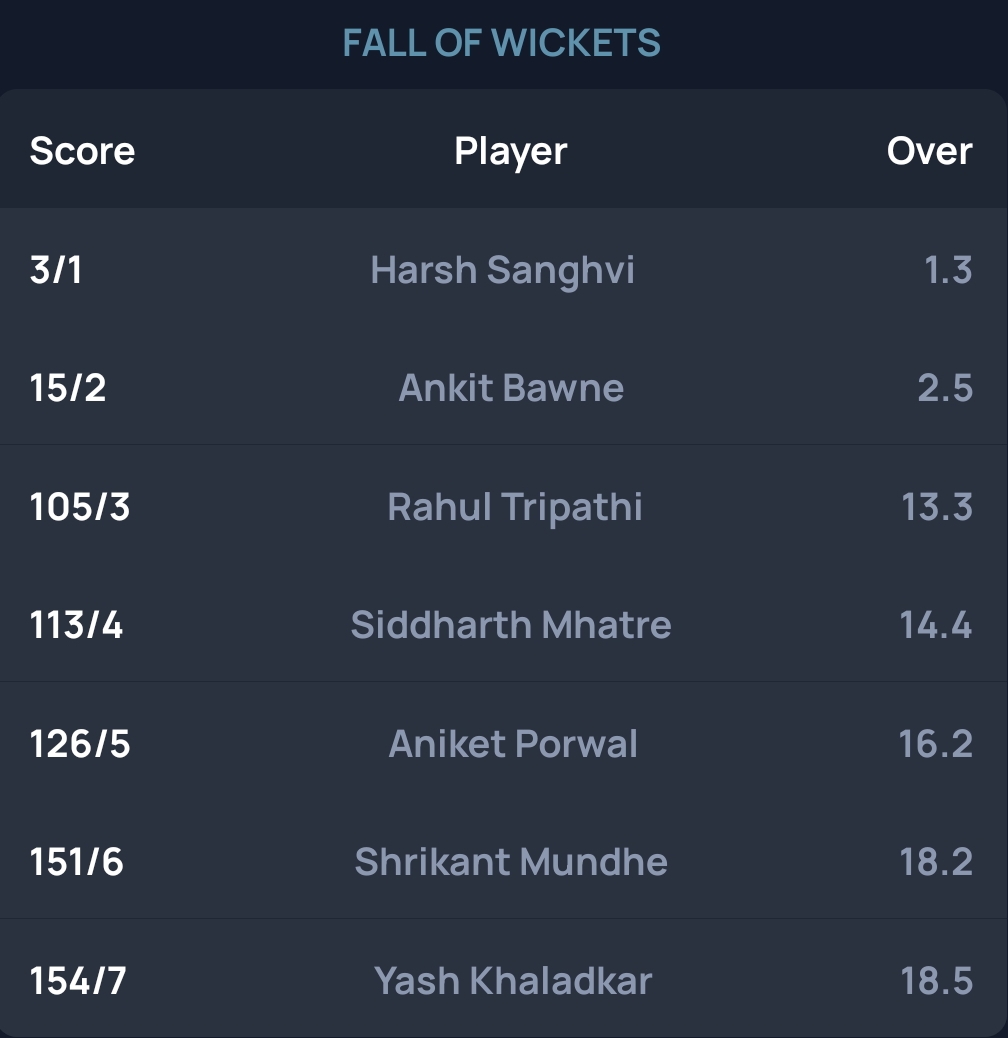 FALL OF WICKETS
Score Player Over
3/1 Harsh Sanghvi 1.3
15/2 Ankit Bawne 2.5
105/3 Rahul Tripathi 13.3
113/4 Siddharth Mhatre 14.4
126/5 Aniket Porwal 16.2
151/6 Shrikant Mundhe 18.2
154/7 Yash Khaladkar 18.5